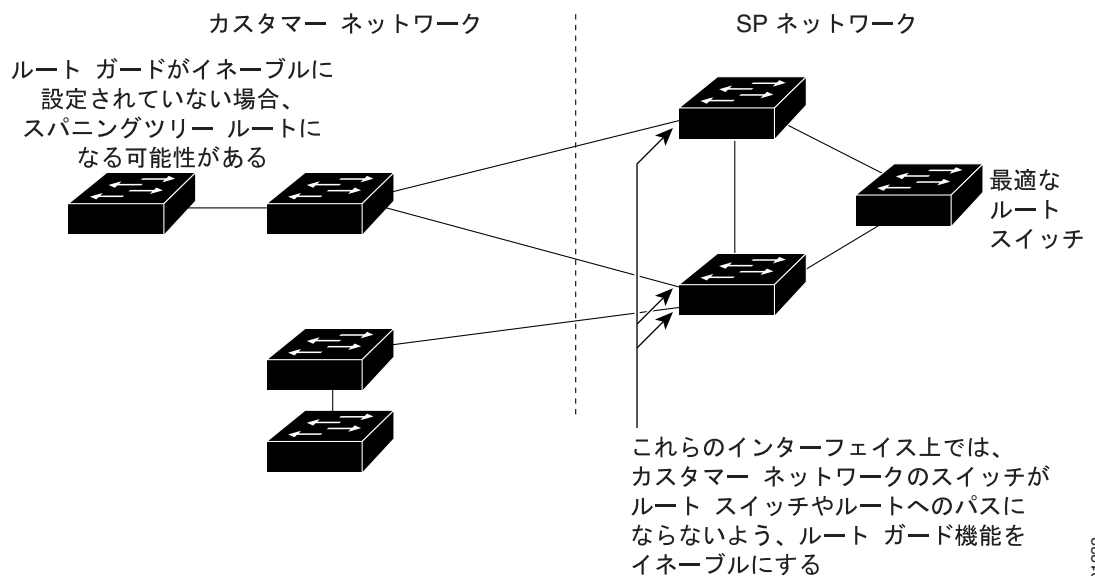 カスタマー ネットワーク
SP ネットワーク
ルート ガードがイネーブルに
設定されていない場合、
スパニングツリー ルートに
なる可能性がある
最適な
ルート
スイッチ
これらのインターフェイス上では、
カスタマー ネットワークのスイッチが
ルート スイッチやルートへのパスに
ならないよう、ルート ガード機能を
イネーブルにする